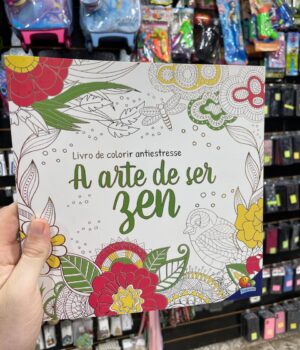 Livro de colorir antiestresse
A arte de ser
zen